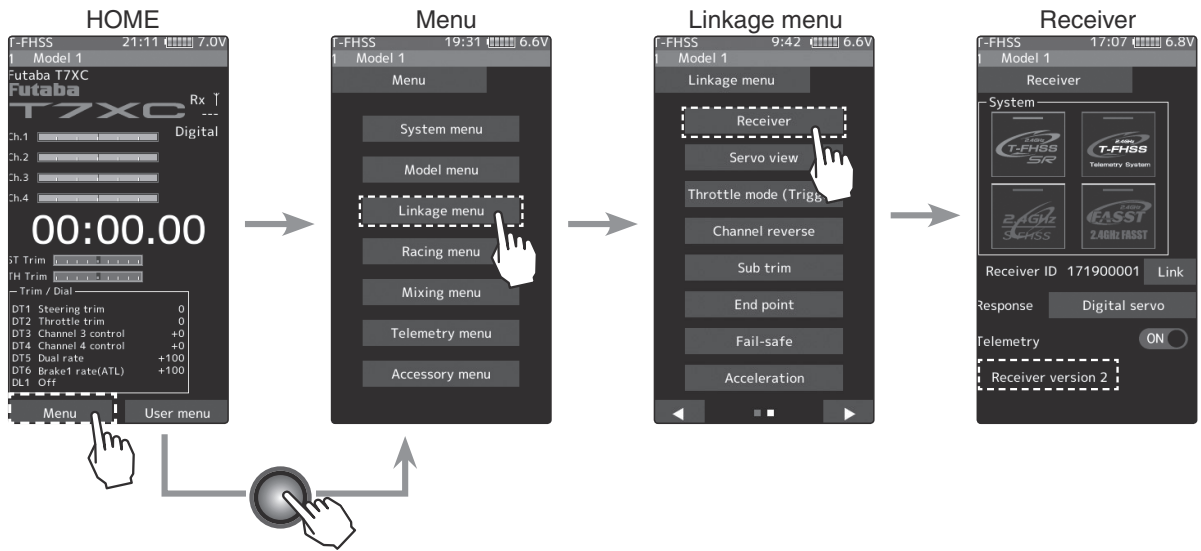 HOME
T-FHSS 21:11 7.0V
1 Model 1
Futaba T7XC
Futaba
T7XC
Rx
---
Digital
Ch.1
Ch.2
Ch.3
Ch.4
00:00.00
ST Trim
TH Trim
Trim / Dial
DT1 Steering trim 0
DT2 Throttle trim 0
DT3 Channel 3 control +0
DT4 Channel 4 control +0
DT5 Dual rate +100
DT6 Brake1 rate(ATL) +100
DL1 Off
Menu User menu
Menu
T-FHSS 19:31 6.6V
1 Model 1
Menu
System menu
Model menu
Linkage menu
Racing menu
Mixing menu
Telemetry menu
Accessory menu
Linkage menu
T-FHSS 9:42 6.6V
1 Model 1
Linkage menu
Receiver
Servo view
Throttle mode (Trigg
Channel reverse
Sub trim
End point
Fail-safe
Acceleration
Receiver
T-FHSS 17:07 6.8V
1 Model 1
Receiver
System
2.4GHz
T-FHSS
SR
2.4GHz
T-FHSS
Telemetry System
2.4GHz
S-FHSS
2.4GHz
FASST
2.4GHz FASST
Receiver ID 171900001 Link
Response Digital servo
Telemetry ON
Receiver version 2